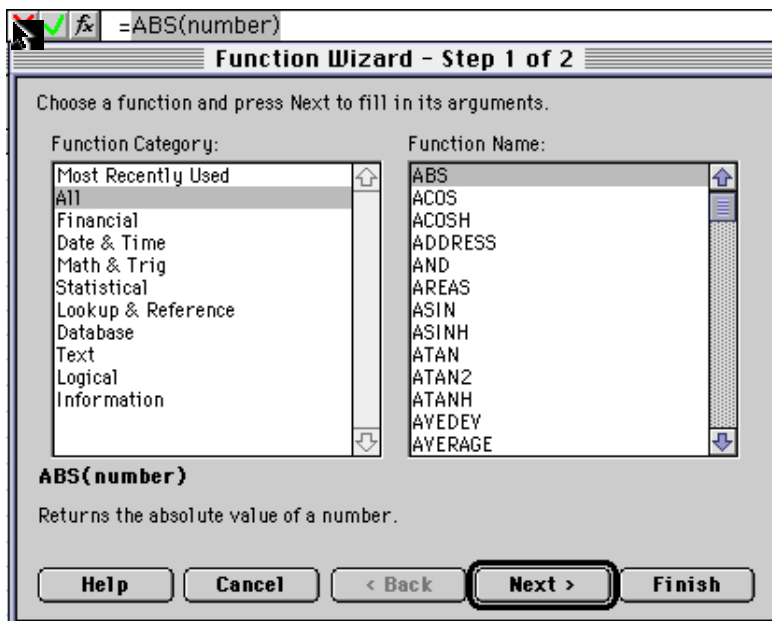 fx =ABS(number)
Function Wizard - Step 1 of 2
Choose a function and press Next to fill in its arguments.
Function Category:
Most Recently Used
All
Financial
Date & Time
Math & Trig
Statistical
Lookup & Reference
Database
Text
Logical
Information
Function Name:
ABS
ACOS
ACOSH
ADDRESS
AND
AREAS
ASIN
ASINH
ATAN
ATAN2
ATANH
AVEDEV
AVERAGE
ABS(number)
Returns the absolute value of a number.
Help Cancel < Back Next > Finish